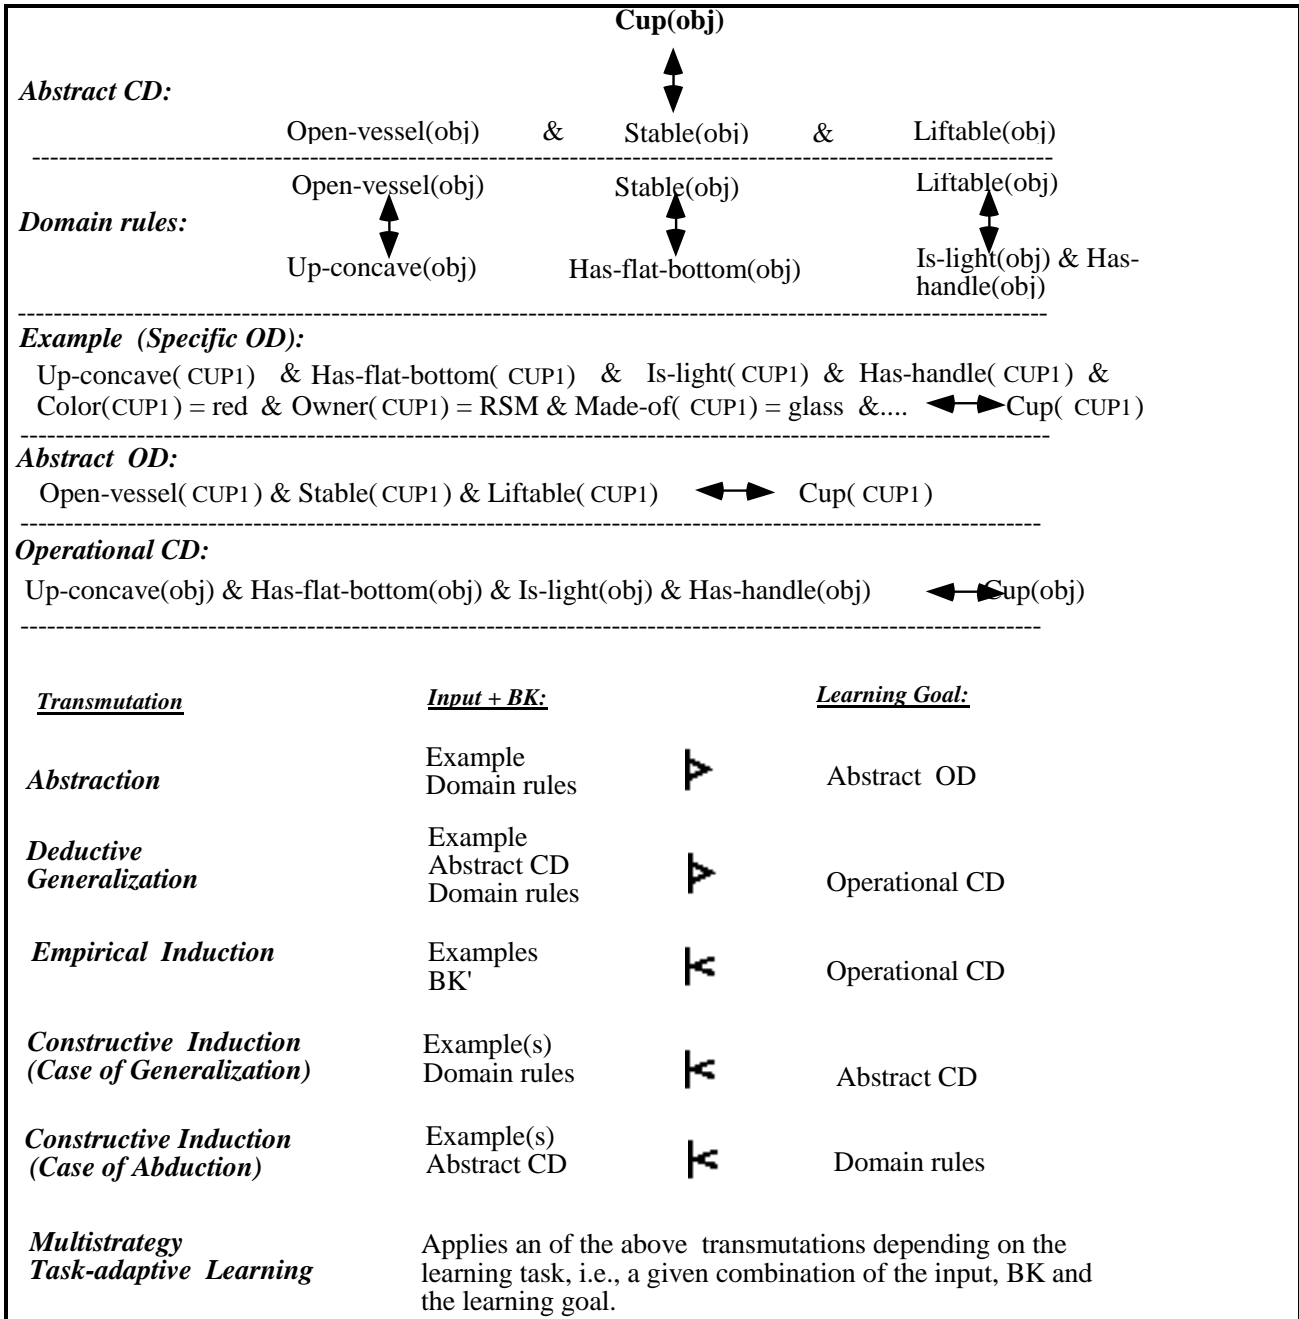 Cup(obj)
Abstract CD:
Open-vessel(obj) & Stable(obj) & Liftable(obj)
Open-vessel(obj) Stable(obj) Liftable(obj)
Domain rules:
Up-concave(obj) Has-flat-bottom(obj) Is-light(obj) & Has-
handle(obj)
Example (Specific OD):
Up-concave( CUP1) & Has-flat-bottom( CUP1) & Is-light( CUP1) & Has-handle( CUP1) &
Color(CUP1) = red & Owner(CUP1) = RSM & Made-of( CUP1) = glass &.... Cup( CUP1)
Abstract OD:
Open-vessel( CUP1) & Stable(CUP1) & Liftable( CUP1) Cup( CUP1)
Operational CD:
Up-concave(obj) & Has-flat-bottom(obj) & Is-light(obj) & Has-handle(obj) Cup(obj)
Transmutation Input + BK: Learning Goal:
Abstraction
Example
Domain rules
Abstract OD
Deductive
Generalization
Example
Abstract CD
Domain rules
Operational CD
Empirical Induction
Examples
BK'
Operational CD
Constructive Induction
(Case of Generalization)
Example(s)
Domain rules
Abstract CD
Constructive Induction
(Case of Abduction)
Example(s)
Abstract CD
Domain rules
Multistrategy
Task-adaptive Learning
Applies an of the above transmutations depending on the
learning task, i.e., a given combination of the input, BK and
the learning goal.